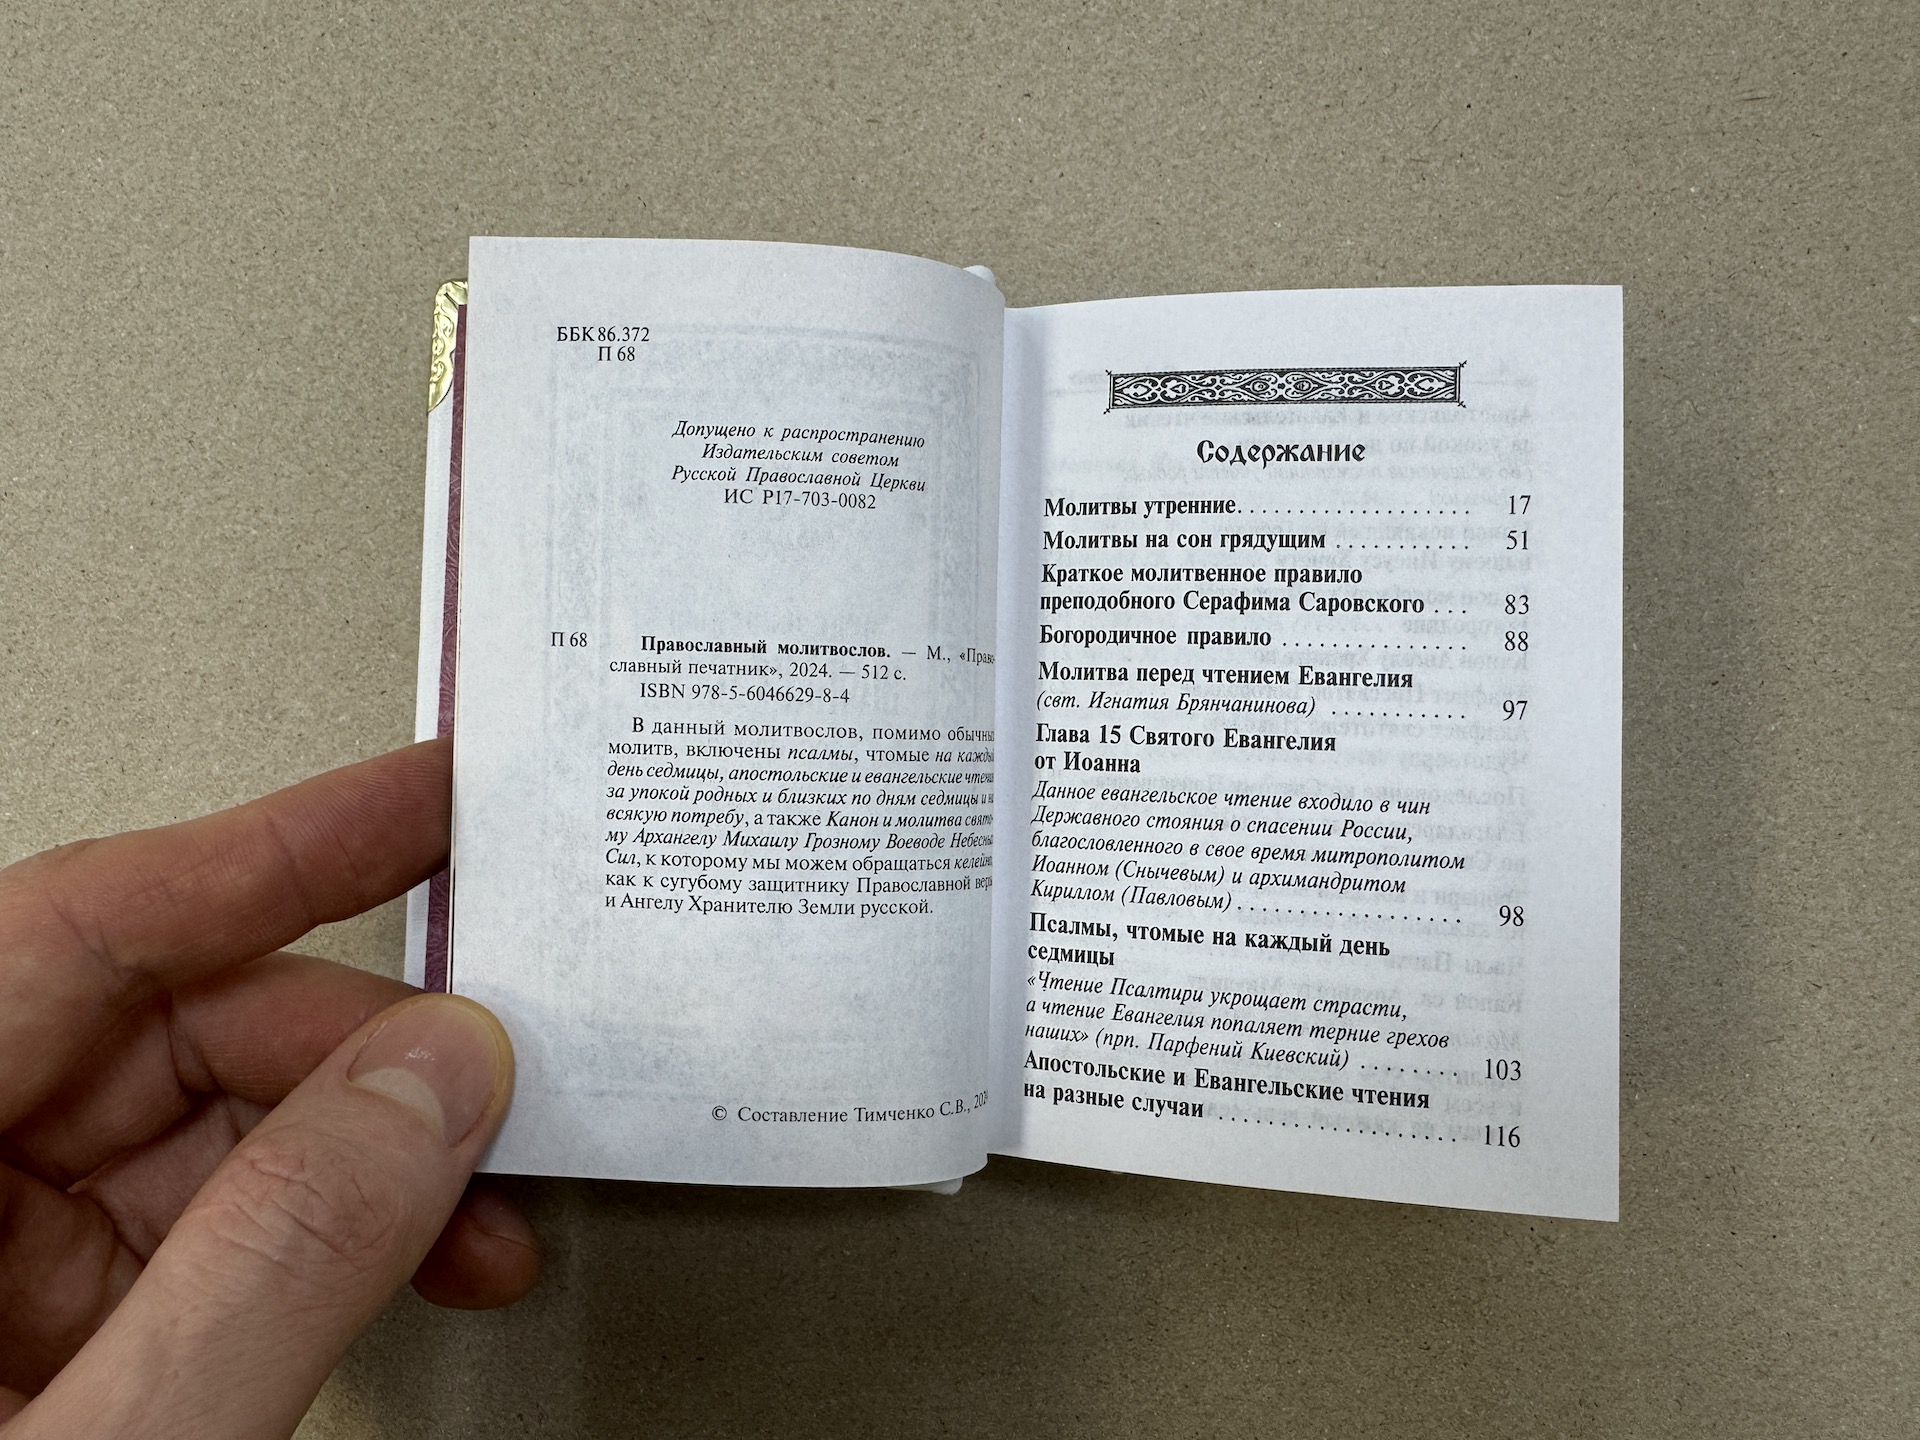 ББК 86.372
П 68
Допущено к распространению
Издательским советом
Русской Православной Церкви
ИС Р17-703-0082
П 68
Православный молитвослов. — М., «Право-
славный печатник», 2024. — 512 с.
ISBN 978-5-6046629-8-4
В данный молитвослов, помимо обычных
молитв, включены псалмы, чтомые на каждый
день седмицы, апостольские и евангельские чтения
за упокой родных и близких по дням седмицы и на
всякую потребу, а также Канон и молитва свято-
му Архангелу Михаилу Грозному Воеводе Небесных
Сил, к которому мы можем обращаться келейно,
как к сугубому защитнику Православной веры
и Ангелу Хранителю Земли русской.
© Составление Тимченко С.В., 2024
Содержание
Молитвы утренние. . . . . . . . . . . . . . . . . . . 17
Молитвы на сон грядущим . . . . . . . . . . . 51
Краткое молитвенное правило
преподобного Серафима Саровского . . . 83
Богородичное правило . . . . . . . . . . . . . . . 88
Молитва перед чтением Евангелия
(свт. Игнатия Брянчанинова) . . . . . . . . . . . 97
Глава 15 Святого Евангелия
от Иоанна
Данное евангельское чтение входило в чин
Державного стояния о спасении России,
благословленного в свое время митрополитом
Иоанном (Снычевым) и архимандритом
Кириллом (Павловым) . . . . . . . . . . . . . . . . . . 98
Псалмы, чтомые на каждый день
седмицы
«Чтение Псалтири укрощает страсти,
а чтение Евангелия попаляет терние грехов
наших» (прп. Парфений Киевский) . . . . . . . . 103
Апостольские и Евангельские чтения
на разные случаи . . . . . . . . . . . . . . . . . . . 116